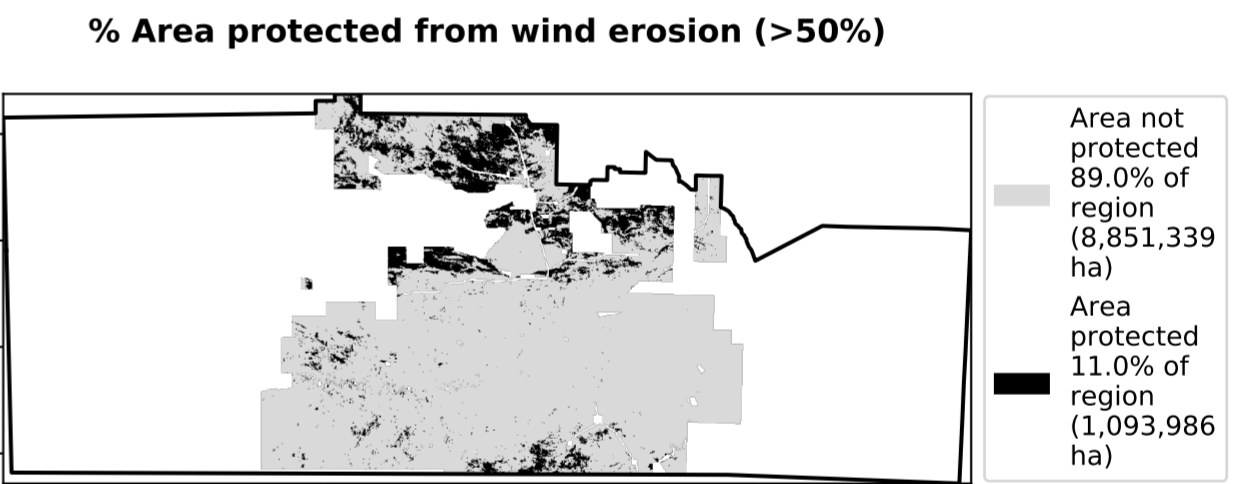 % Area protected from wind erosion (>50%)
Area not
protected
89.0% of
region
(8,851,339
ha)
Area
protected
11.0% of
region
(1,093,986
ha)